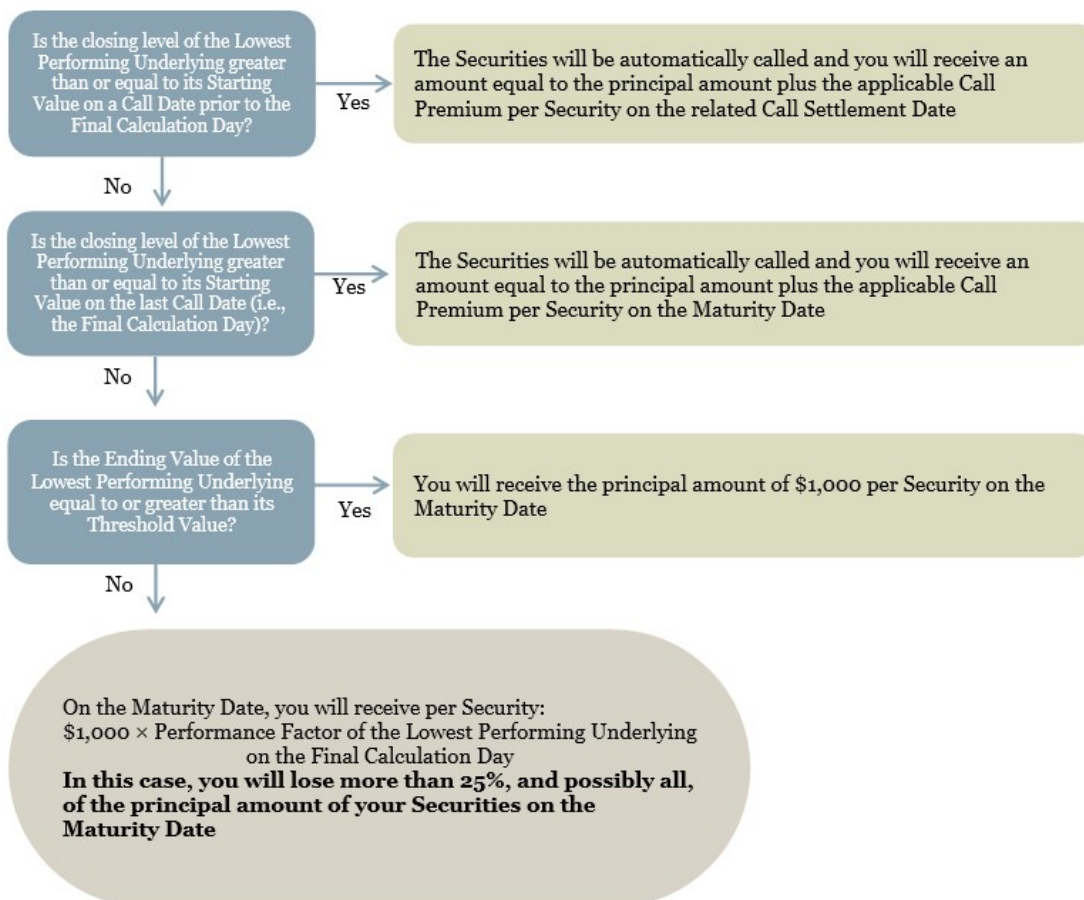 Is the closing level of the Lowest
Performing Underlying greater
than or equal to its Starting
Value on a Call Date prior to the
Final Calculation Day?
Yes
The Securities will be automatically called and you will receive an
amount equal to the principal amount plus the applicable Call
Premium per Security on the related Call Settlement Date
No
Is the closing level of the Lowest
Performing Underlying greater
than or equal to its Starting
Value on the last Call Date (i.e.,
the Final Calculation Day)?
Yes
The Securities will be automatically called and you will receive an
amount equal to the principal amount plus the applicable Call
Premium per Security on the Maturity Date
No
Is the Ending Value of the
Lowest Performing Underlying
equal to or greater than its
Threshold Value?
Yes
You will receive the principal amount of $1,000 per Security on the
Maturity Date
No
On the Maturity Date, you will receive per Security:
$1,000 × Performance Factor of the Lowest Performing Underlying
on the Final Calculation Day
In this case, you will lose more than 25%, and possibly all,
of the principal amount of your Securities on the
Maturity Date